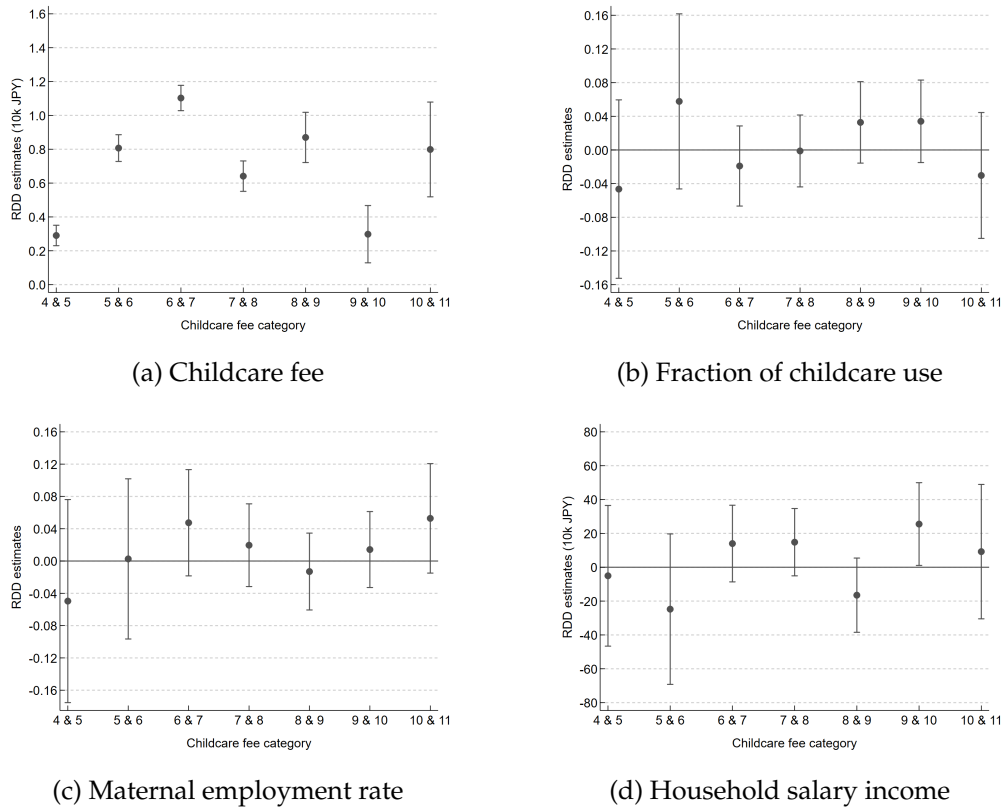 RDD estimates (10k JPY)
1.6
1.4
1.2
1.0
0.8
0.6
0.4
0.2
0.0
4 & 5 5 & 6 6 & 7 7 & 8 8 & 9 9 & 10 10 & 11
Childcare fee category
(a) Childcare fee
RDD estimates
0.16
0.12
0.08
0.04
0.00
-0.04
-0.08
-0.12
-0.16
4 & 5 5 & 6 6 & 7 7 & 8 8 & 9 9 & 10 10 & 11
Childcare fee category
(b) Fraction of childcare use
RDD estimates
0.16
0.12
0.08
0.04
0.00
-0.04
-0.08
-0.12
-0.16
4 & 5 5 & 6 6 & 7 7 & 8 8 & 9 9 & 10 10 & 11
Childcare fee category
(c) Maternal employment rate
RDD estimates (10k JPY)
80
60
40
20
0
-20
-40
-60
-80
4 & 5 5 & 6 6 & 7 7 & 8 8 & 9 9 & 10 10 & 11
Childcare fee category
(d) Household salary income